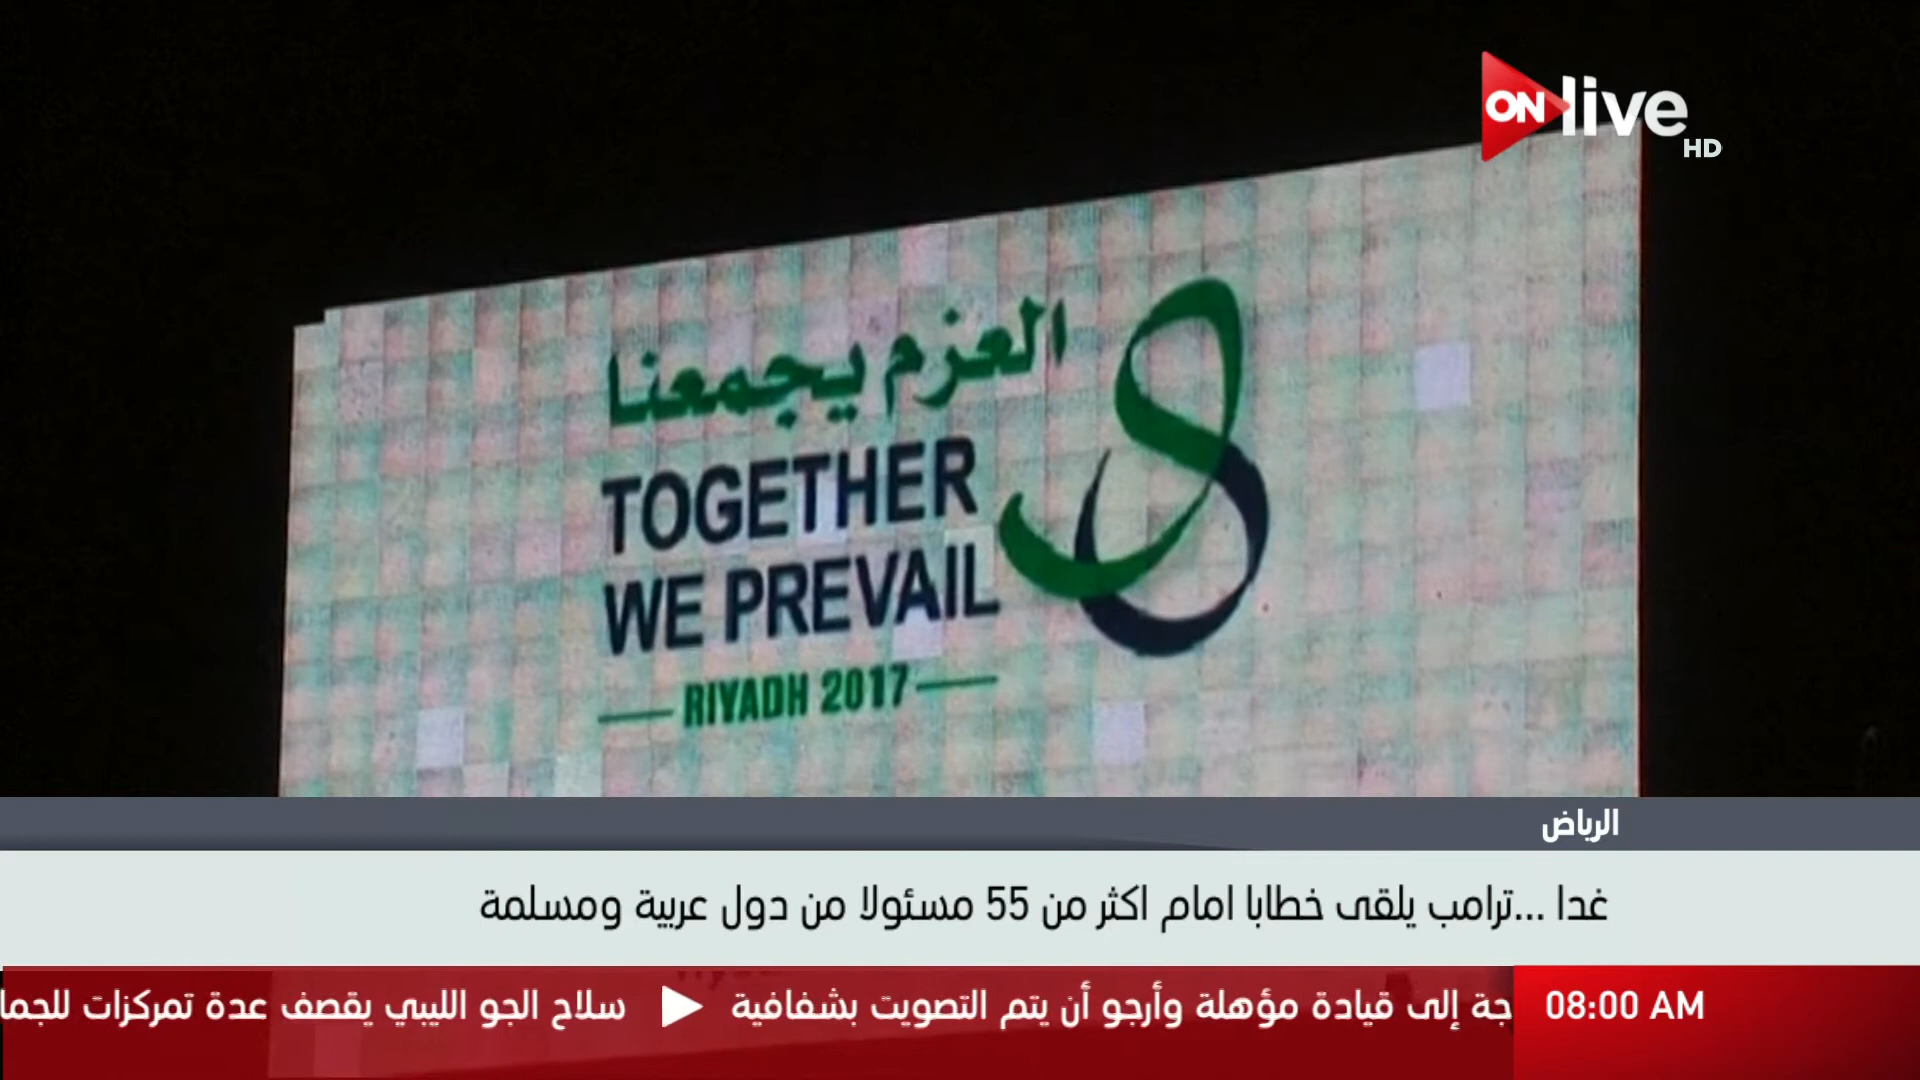 ON live
HD
العزم يجمعنا
TOGETHER
WE PREVAIL
RIYADH 2017
الرياض
غدا ...ترامب يلقى خطابا امام اكثر من 55 مسئولا من دول عربية ومسلمة
جة إلى قيادة مؤهلة وأرجو أن يتم التصويت بشفافية ◀ سلاح الجو الليبي يقصف عدة تمركزات للجما
08:00 AM